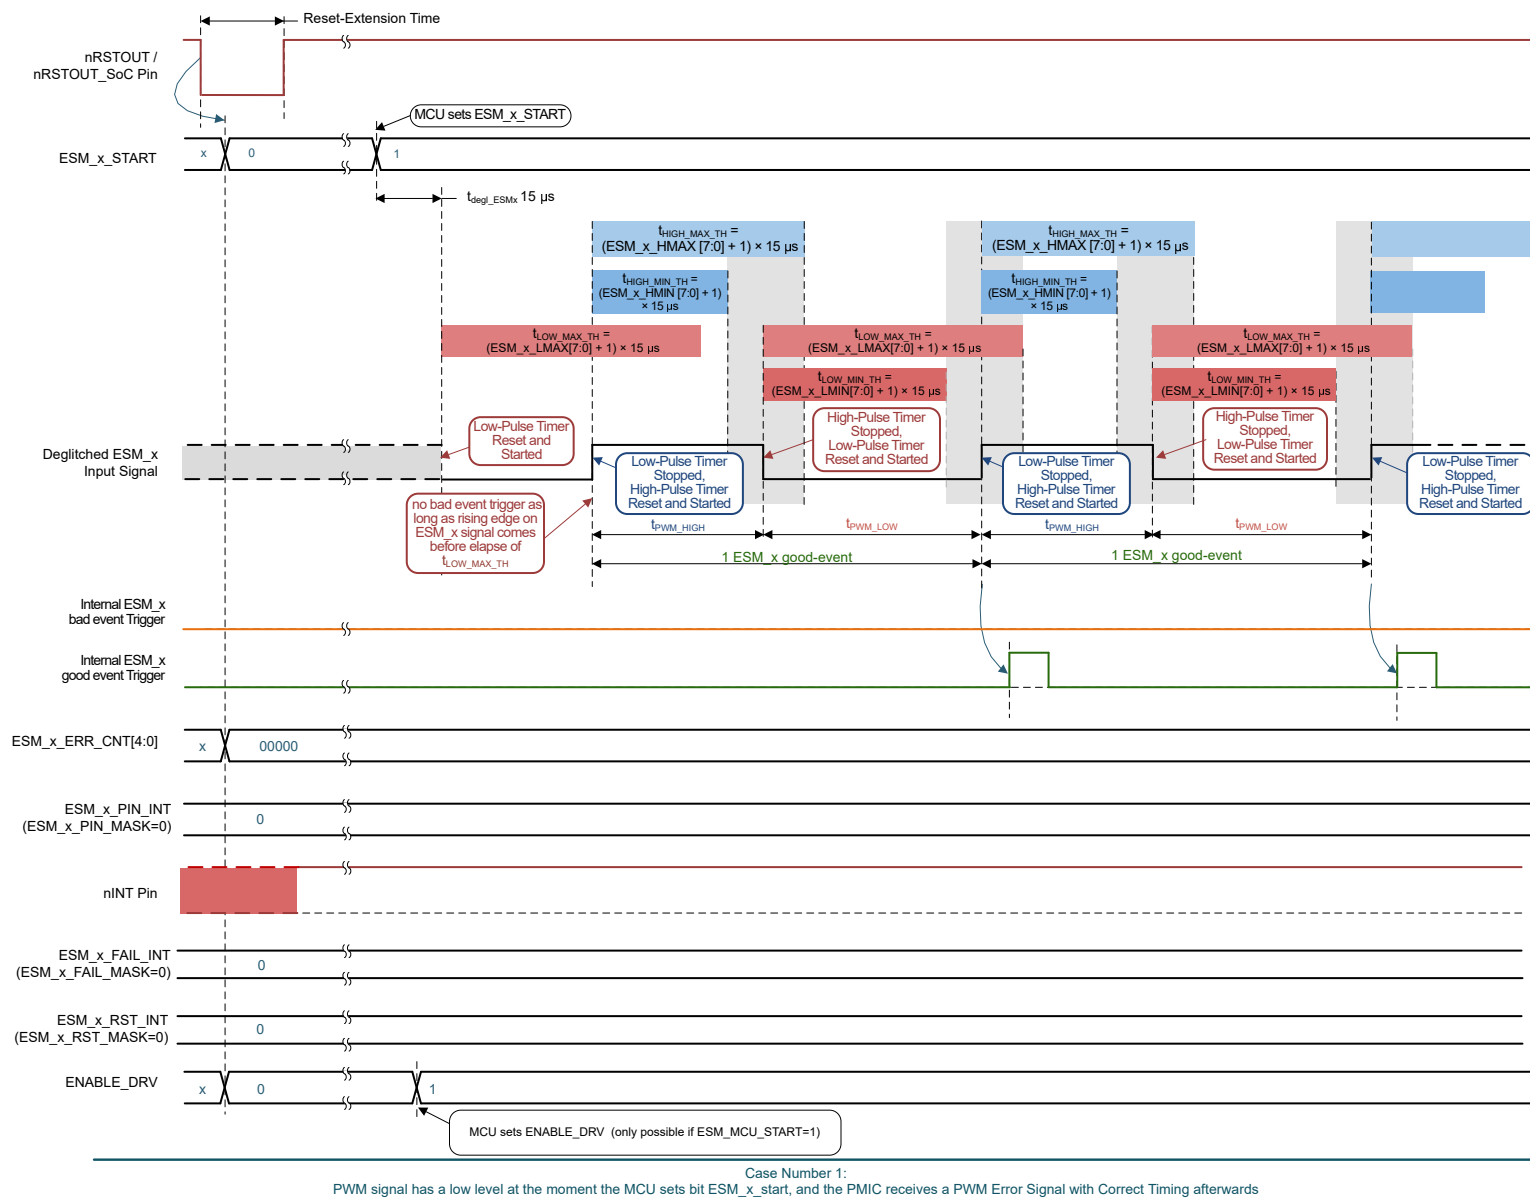 Reset-Extension Time
nRSTOUT /
nRSTOUT_SoC Pin
MCU sets ESM_x_START
ESM_x_START
x
0
1
tdegl_ESMx 15 µs
tHIGH_MAX_TH =
(ESM_x_HMAX [7:0] + 1) × 15 µs
tHIGH_MAX_TH =
(ESM_x_HMAX [7:0] + 1) × 15 µs
tHIGH_MIN_TH =
(ESM_x_HMIN [7:0] + 1)
× 15 µs
tHIGH_MIN_TH =
(ESM_x_HMIN [7:0] + 1)
× 15 µs
tLOW_MAX_TH =
(ESM_x_LMAX[7:0] + 1) × 15 µs
tLOW_MAX_TH =
(ESM_x_LMAX[7:0] + 1) × 15 µs
tLOW_MAX_TH =
(ESM_x_LMAX[7:0] + 1) × 15 µs
tLOW_MIN_TH =
(ESM_x_LMIN[7:0] + 1) × 15 µs
tLOW_MIN_TH =
(ESM_x_LMIN[7:0] + 1) × 15 µs
Low-Pulse Timer
Reset and
Started
High-Pulse Timer
Stopped,
Low-Pulse Timer
Reset and Started
High-Pulse Timer
Stopped,
Low-Pulse Timer
Reset and Started
Deglitched ESM_x
Input Signal
Low-Pulse Timer
Stopped,
High-Pulse Timer
Reset and Started
Low-Pulse Timer
Stopped,
High-Pulse Timer
Reset and Started
Low-Pulse Timer
Stopped,
High-Pulse Timer
Reset and Started
no bad event trigger as
long as rising edge on
ESM_x signal comes
before elapse of
tLOW_MAX_TH
tPWM_HIGH
tPWM_LOW
tPWM_HIGH
tPWM_LOW
1 ESM_x good-event
1 ESM_x good-event
Internal ESM_x
bad event Trigger
Internal ESM_x
good event Trigger
ESM_x_ERR_CNT[4:0]
x
00000
ESM_x_PIN_INT
(ESM_x_PIN_MASK=0)
0
nINT Pin
ESM_x_FAIL_INT
(ESM_x_FAIL_MASK=0)
0
ESM_x_RST_INT
(ESM_x_RST_MASK=0)
0
ENABLE_DRV
x
0
1
MCU sets ENABLE_DRV (only possible if ESM_MCU_START=1)
Case Number 1:
PWM signal has a low level at the moment the MCU sets bit ESM_x_start, and the PMIC receives a PWM Error Signal with Correct Timing afterwards